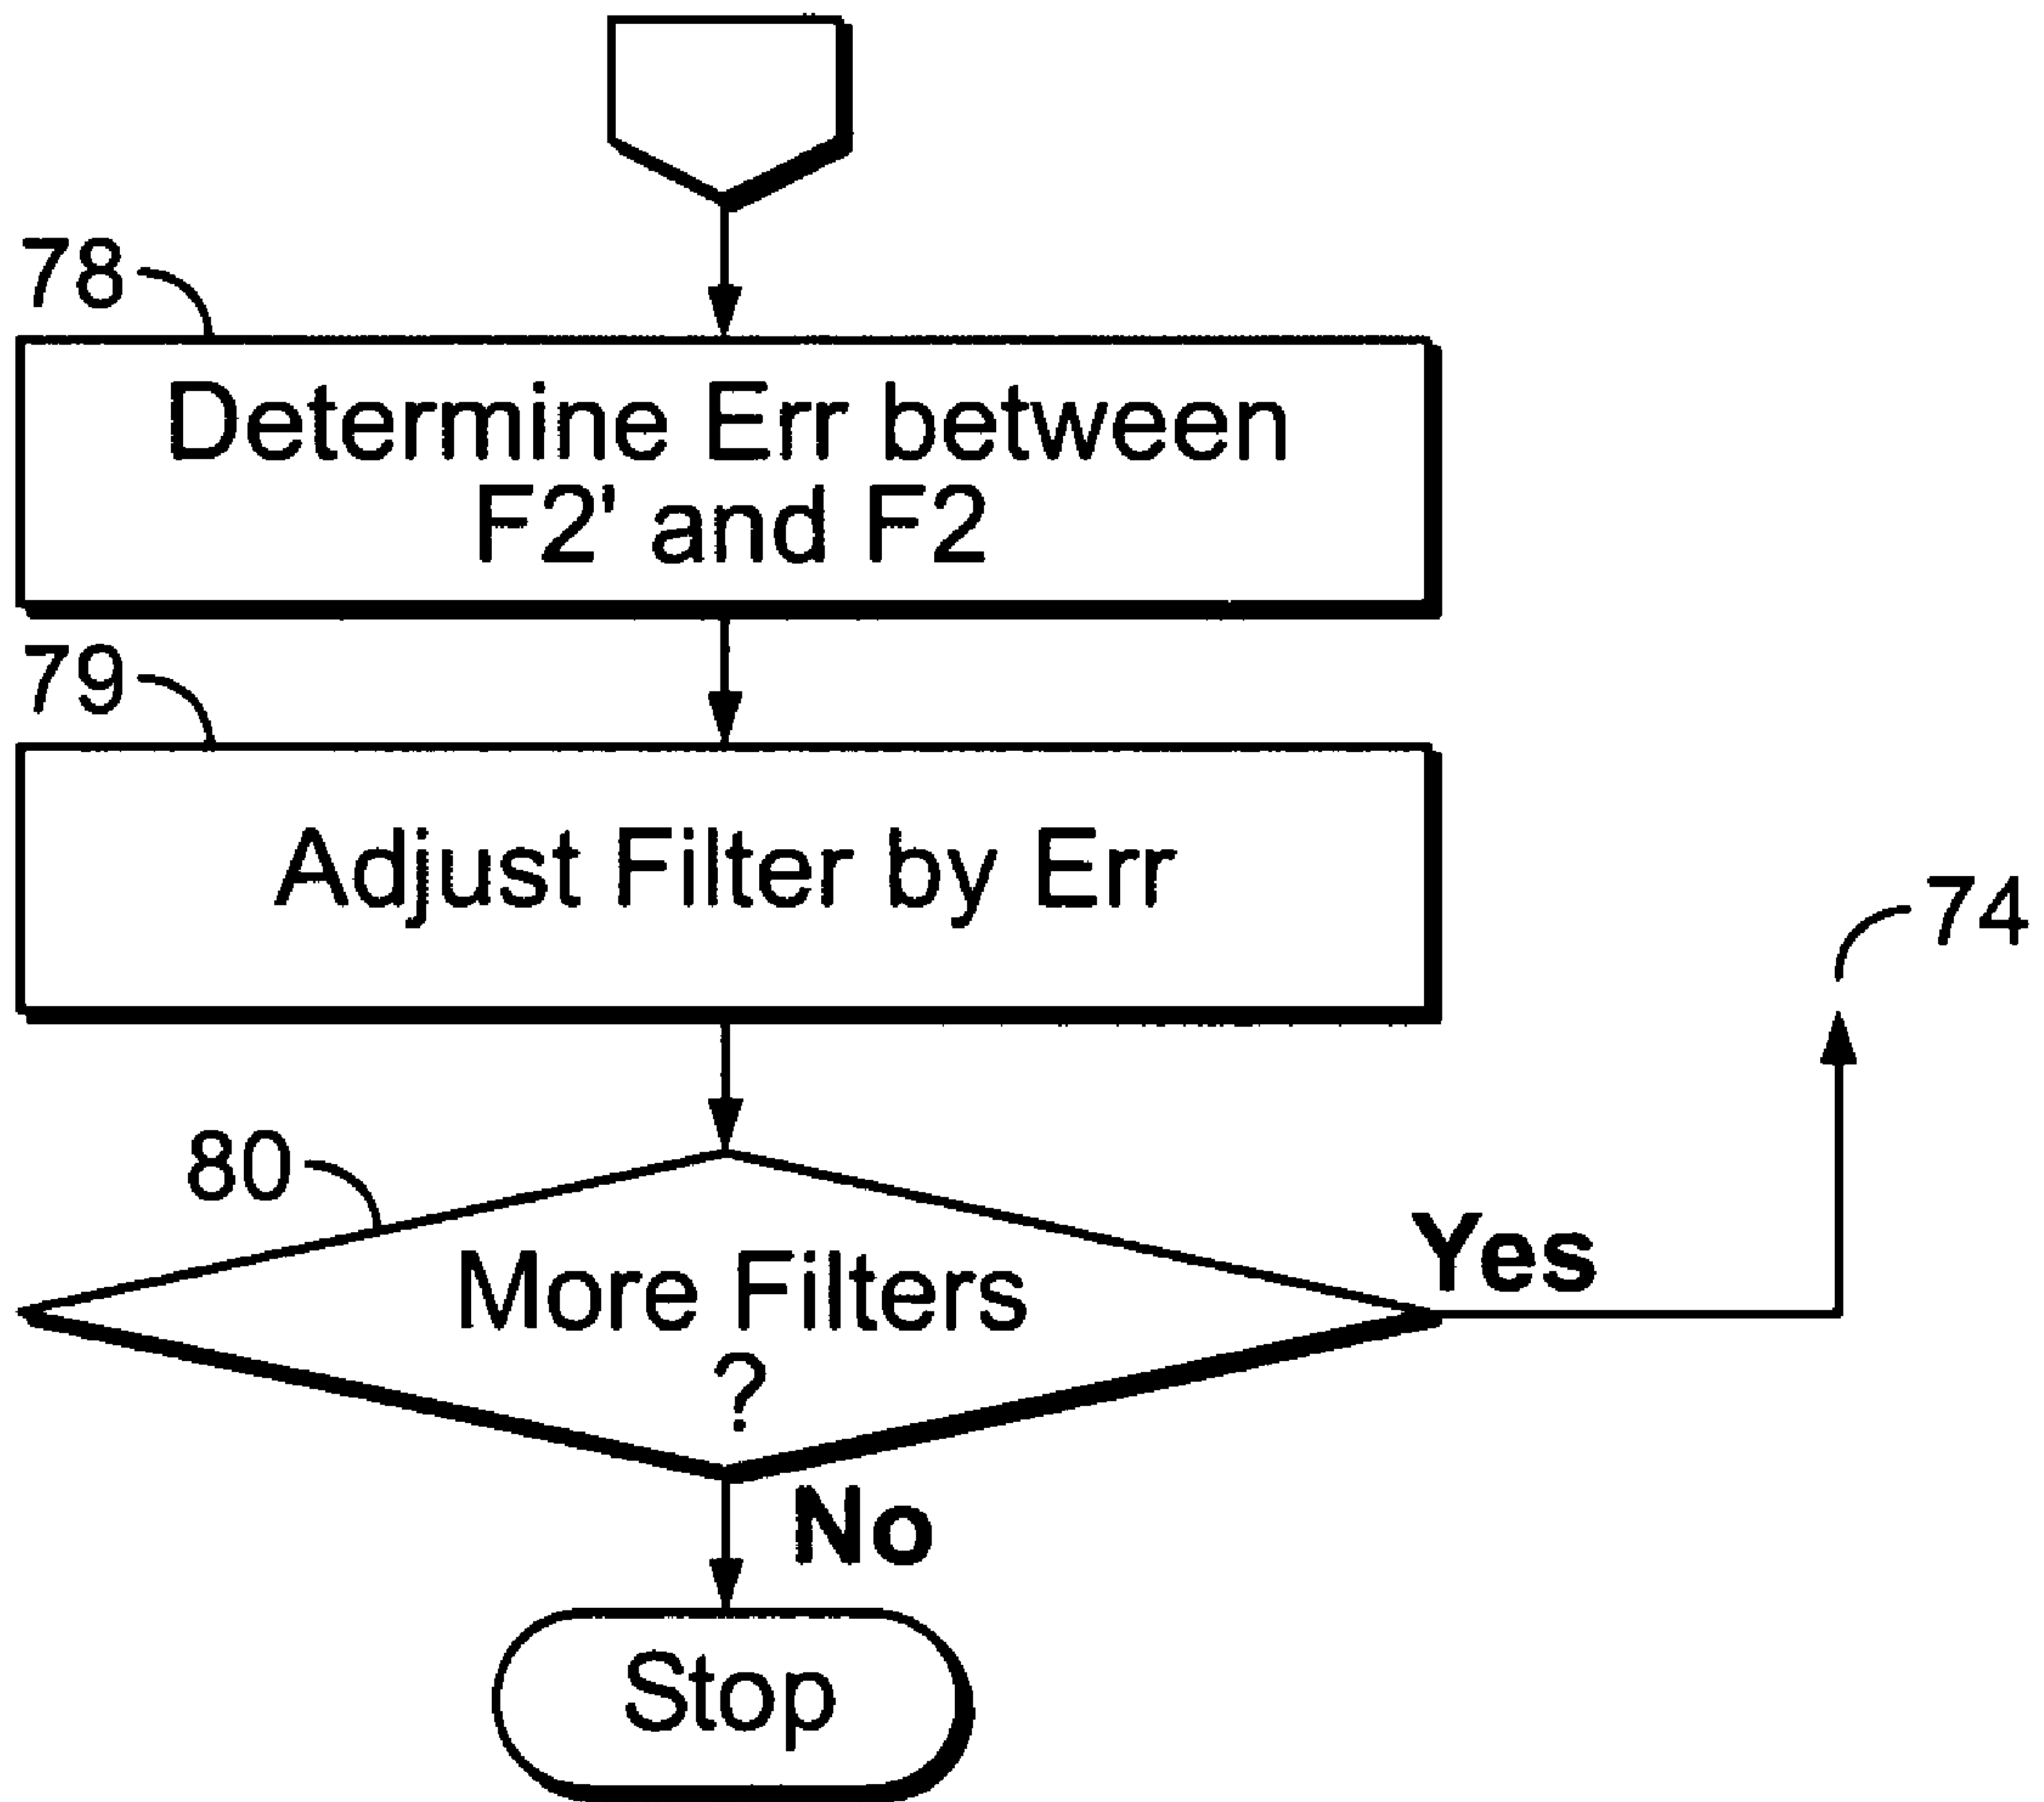 78
Determine Err between
F2' and F2
79
Adjust Filter by Err
74
80
More Filters
?
Yes
No
Stop